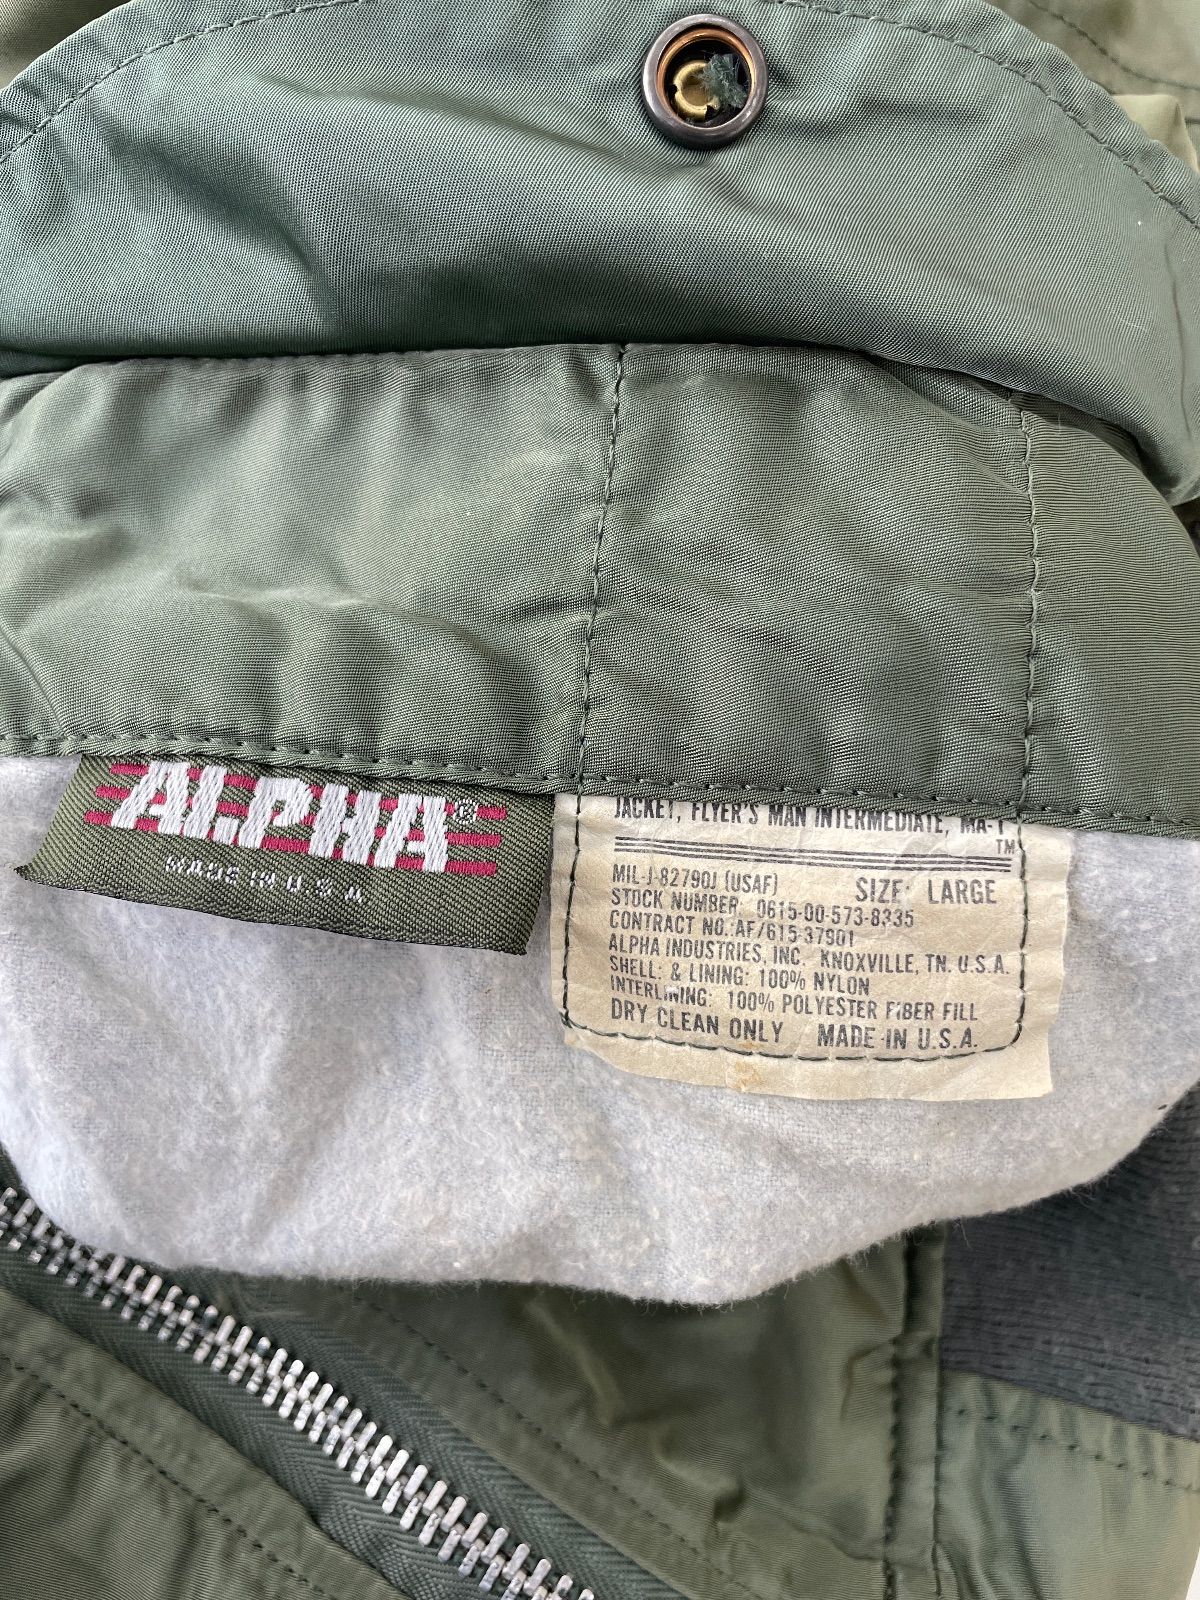 ALPHA®
MADE IN U.S.A.
JACKET, FLYER'S MAN INTERMEDIATE, MA-1
TM
MIL-J-82790J (USAF) SIZE: LARGE
STOCK NUMBER: 0615-00-573-8335
CONTRACT NO.:AF/615-37901
ALPHA INDUSTRIES, INC. KNOXVILLE, TN. U.S.A.
SHELL: & LINING: 100% NYLON
INTERLINING: 100% POLYESTER FIBER FILL
DRY CLEAN ONLY MADE IN U.S.A.